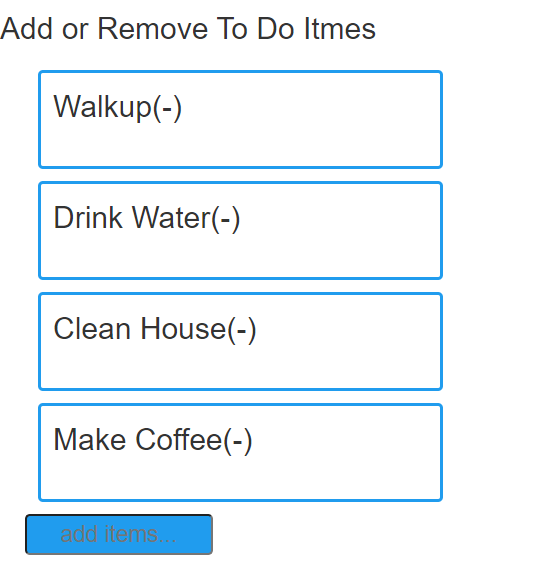 Add or Remove To Do Itmes
Walkup(-)
Drink Water(-)
Clean House(-)
Make Coffee(-)
add items...